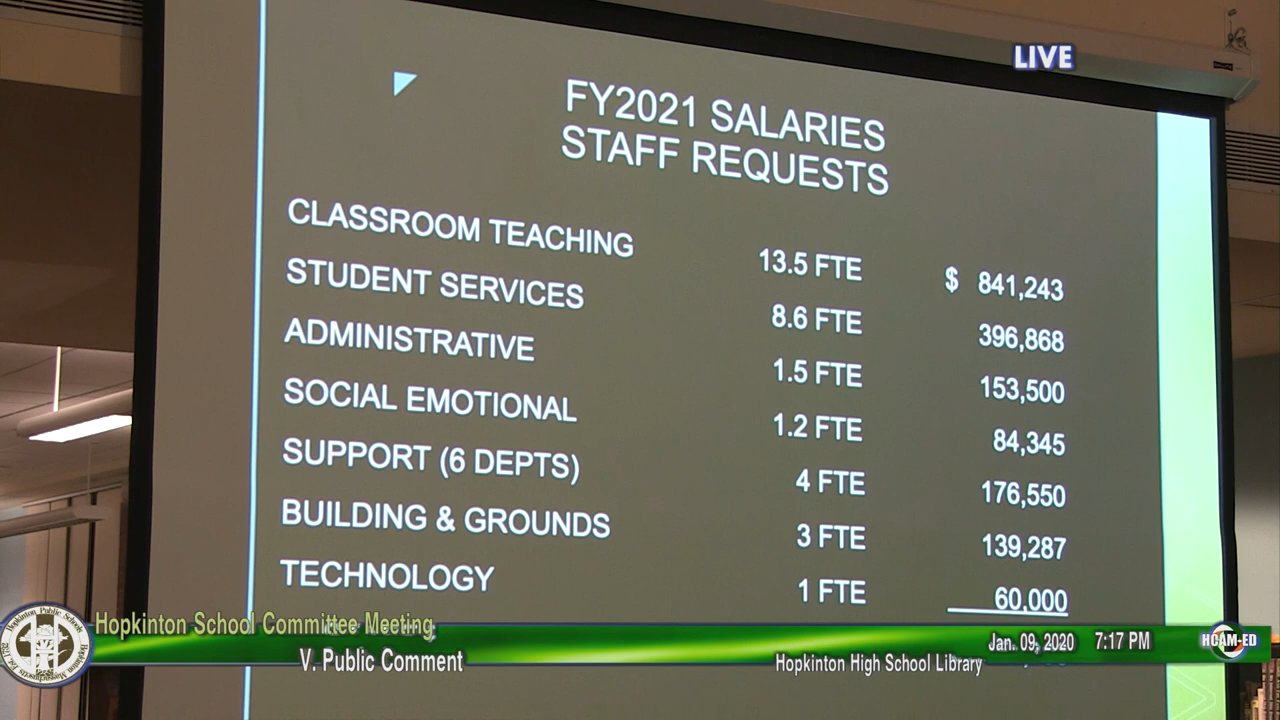 LIVE
FY2021 SALARIES
STAFF REQUESTS
CLASSROOM TEACHING 13.5 FTE $ 841,243
STUDENT SERVICES 8.6 FTE 396,868
ADMINISTRATIVE 1.5 FTE 153,500
SOCIAL EMOTIONAL 1.2 FTE 84,345
SUPPORT (6 DEPTS) 4 FTE 176,550
BUILDING & GROUNDS 3 FTE 139,287
TECHNOLOGY 1 FTE 60,000
Hopkinton School Committee Meeting
Jan. 09, 2020 7:17 PM
HCAM-ED
V. Public Comment
Hopkinton High School Library
Hopkinton Public Schools